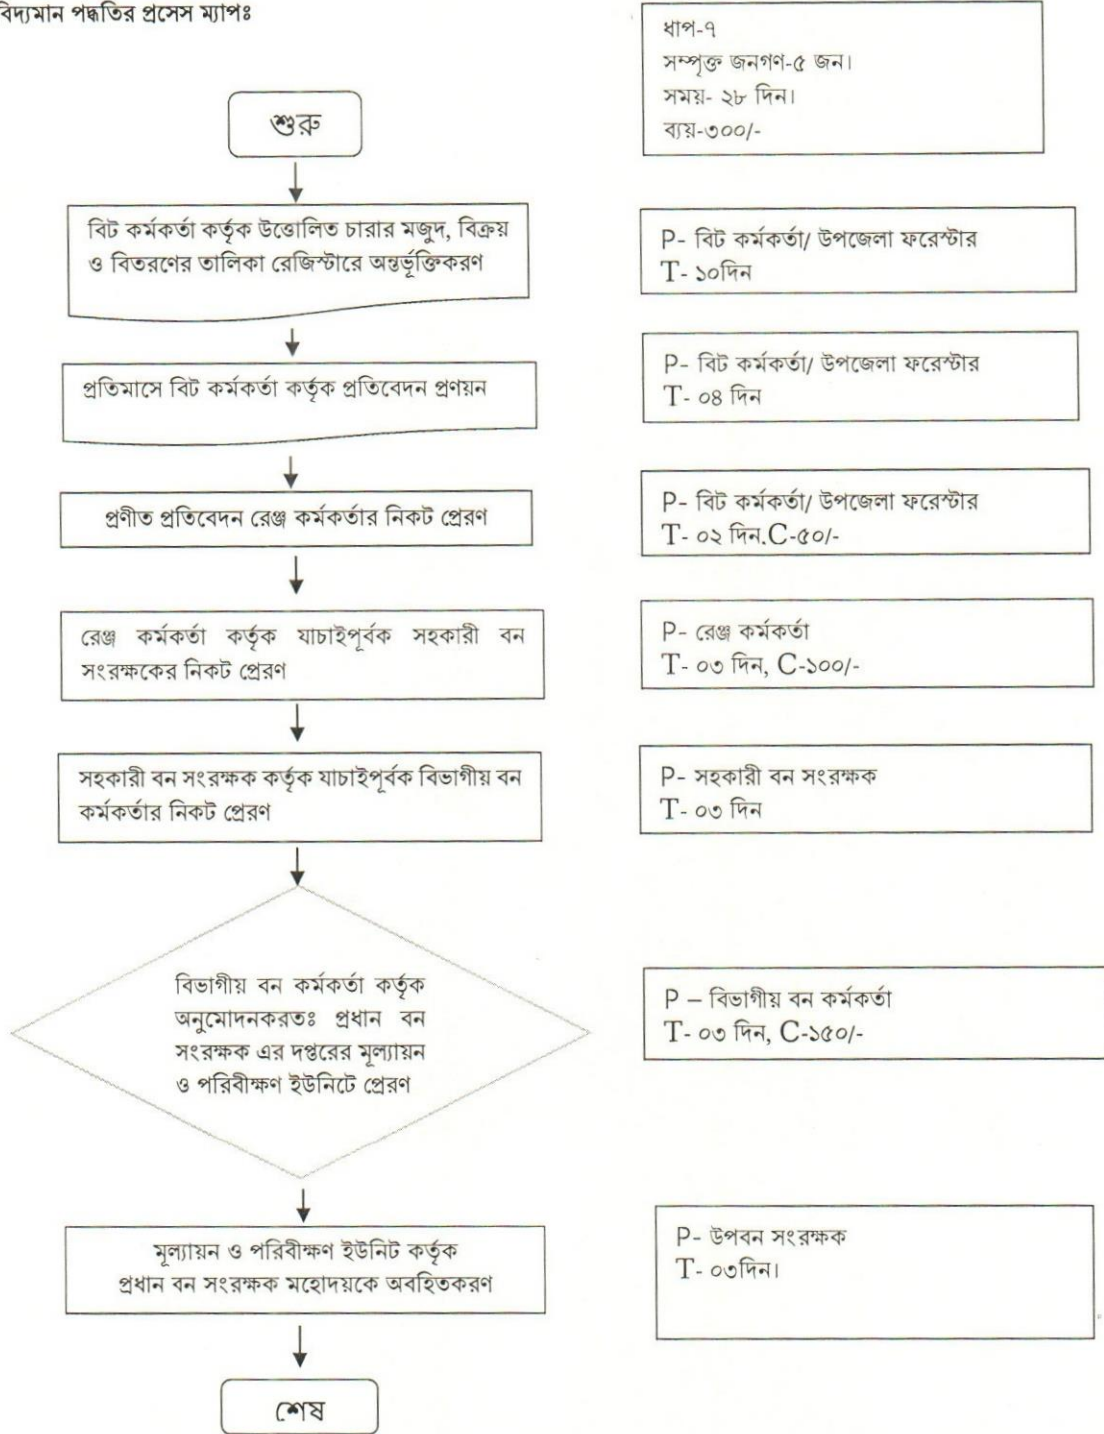 বিদ্যমান পদ্ধতির প্রসেস ম্যাপঃ
ধাপ-৭
সম্পৃক্ত জনগণ-৫ জন।
সময়- ২৮ দিন।
ব্যয়-৩০০/-
শুরু
বিট কর্মকর্তা কর্তৃক উত্তোলিত চারার মজুদ, বিক্রয়
ও বিতরণের তালিকা রেজিস্টারে অন্তর্ভূক্তিকরণ
P- বিট কর্মকর্তা/ উপজেলা ফরেস্টার
T- ১০দিন
প্রতিমাসে বিট কর্মকর্তা কর্তৃক প্রতিবেদন প্রণয়ন
P- বিট কর্মকর্তা/ উপজেলা ফরেস্টার
T- ০৪ দিন
প্রণীত প্রতিবেদন রেঞ্জ কর্মকর্তার নিকট প্রেরণ
P- বিট কর্মকর্তা/ উপজেলা ফরেস্টার
T- ০২ দিন.C-৫০/-
রেঞ্জ কর্মকর্তা কর্তৃক যাচাইপূর্বক সহকারী বন
সংরক্ষকের নিকট প্রেরণ
P- রেঞ্জ কর্মকর্তা
T- ০৩ দিন, C-১০০/-
সহকারী বন সংরক্ষক কর্তৃক যাচাইপূর্বক বিভাগীয় বন
কর্মকর্তার নিকট প্রেরণ
P- সহকারী বন সংরক্ষক
T- ০৩ দিন
বিভাগীয় বন কর্মকর্তা কর্তৃক
অনুমোদনকরতঃ প্রধান বন
সংরক্ষক এর দপ্তরের মূল্যায়ন
ও পরিবীক্ষণ ইউনিটে প্রেরণ
P – বিভাগীয় বন কর্মকর্তা
T- ০৩ দিন, C-১৫০/-
মূল্যায়ন ও পরিবীক্ষণ ইউনিট কর্তৃক
প্রধান বন সংরক্ষক মহোদয়কে অবহিতকরণ
P- উপবন সংরক্ষক
T- ০৩দিন।
শেষ